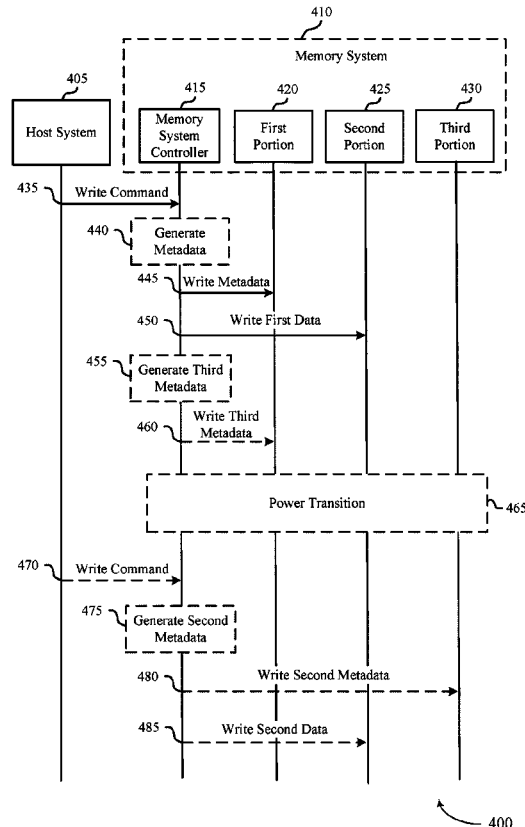 410
Memory System
405
415
420
425
430
Host System
Memory
System
Controller
First
Portion
Second
Portion
Third
Portion
435
Write Command
440
Generate
Metadata
445
Write Metadata
450
Write First Data
455
Generate Third
Metadata
460
Write Third
Metadata
Power Transition
465
470
Write Command
475
Generate Second
Metadata
480
Write Second Metadata
485
Write Second Data
400